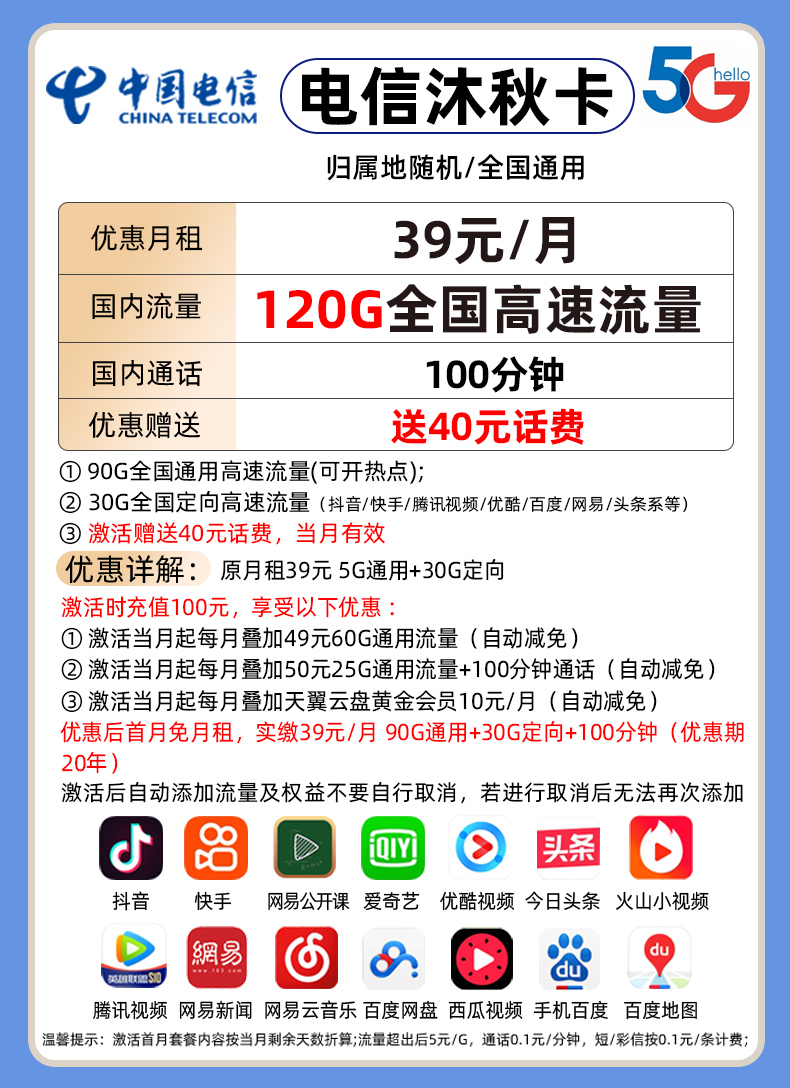 中国电信
CHINA TELECOM
电信沐秋卡
5G hello
归属地随机/全国通用
优惠月租 39元/月
国内流量 120G全国高速流量
国内通话 100分钟
优惠赠送 送40元话费
① 90G全国通用高速流量(可开热点);
② 30G全国定向高速流量（抖音/快手/腾讯视频/优酷/百度/网易/头条系等）
③ 激活赠送40元话费，当月有效
优惠详解： 原月租39元 5G通用+30G定向
激活时充值100元，享受以下优惠：
① 激活当月起每月叠加49元60G通用流量（自动减免）
② 激活当月起每月叠加50元25G通用流量+100分钟通话（自动减免）
③ 激活当月起每月叠加天翼云盘黄金会员10元/月（自动减免）
优惠后首月免月租，实缴39元/月 90G通用+30G定向+100分钟（优惠期
20年）
激活后自动添加流量及权益不要自行取消，若进行取消后无法再次添加
iQIYI 头条
抖音 快手 网易公开课 爱奇艺 优酷视频 今日头条 火山小视频
英雄联盟S10 網易 www.163.com du du
腾讯视频 网易新闻 网易云音乐 百度网盘 西瓜视频 手机百度 百度地图
温馨提示：激活首月套餐内容按当月剩余天数折算;流量超出后5元/G，通话0.1元/分钟，短/彩信按0.1元/条计费;